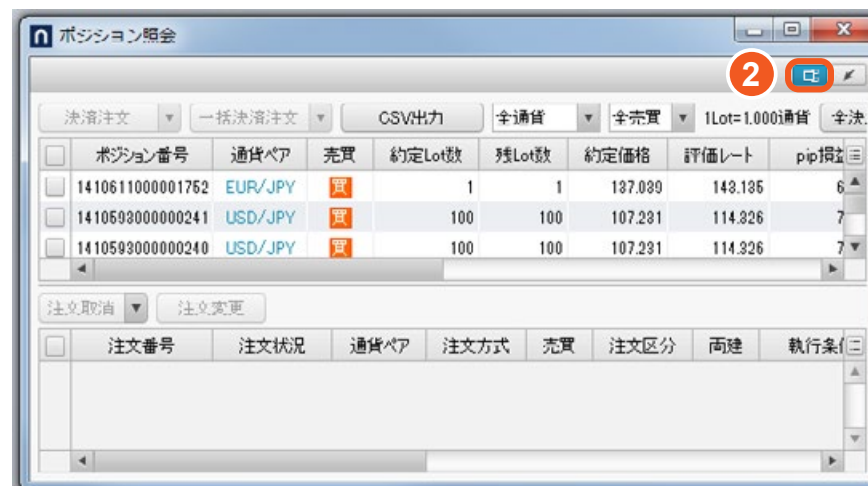 ポジション照会
2
決済注文 一括決済注文 CSV出力 全通貨 全売買 1Lot=1,000通貨 全決
ポジション番号 通貨ペア 売買 約定Lot数 残Lot数 約定価格 評価レート pip損益
1410611000001752 EUR/JPY 買 1 1 137.039 143.135 6
1410593000000241 USD/JPY 買 100 100 107.231 114.326 7
1410593000000240 USD/JPY 買 100 100 107.231 114.326 7
注文取消 注文変更
注文番号 注文状況 通貨ペア 注文方式 売買 注文区分 両建 執行条件